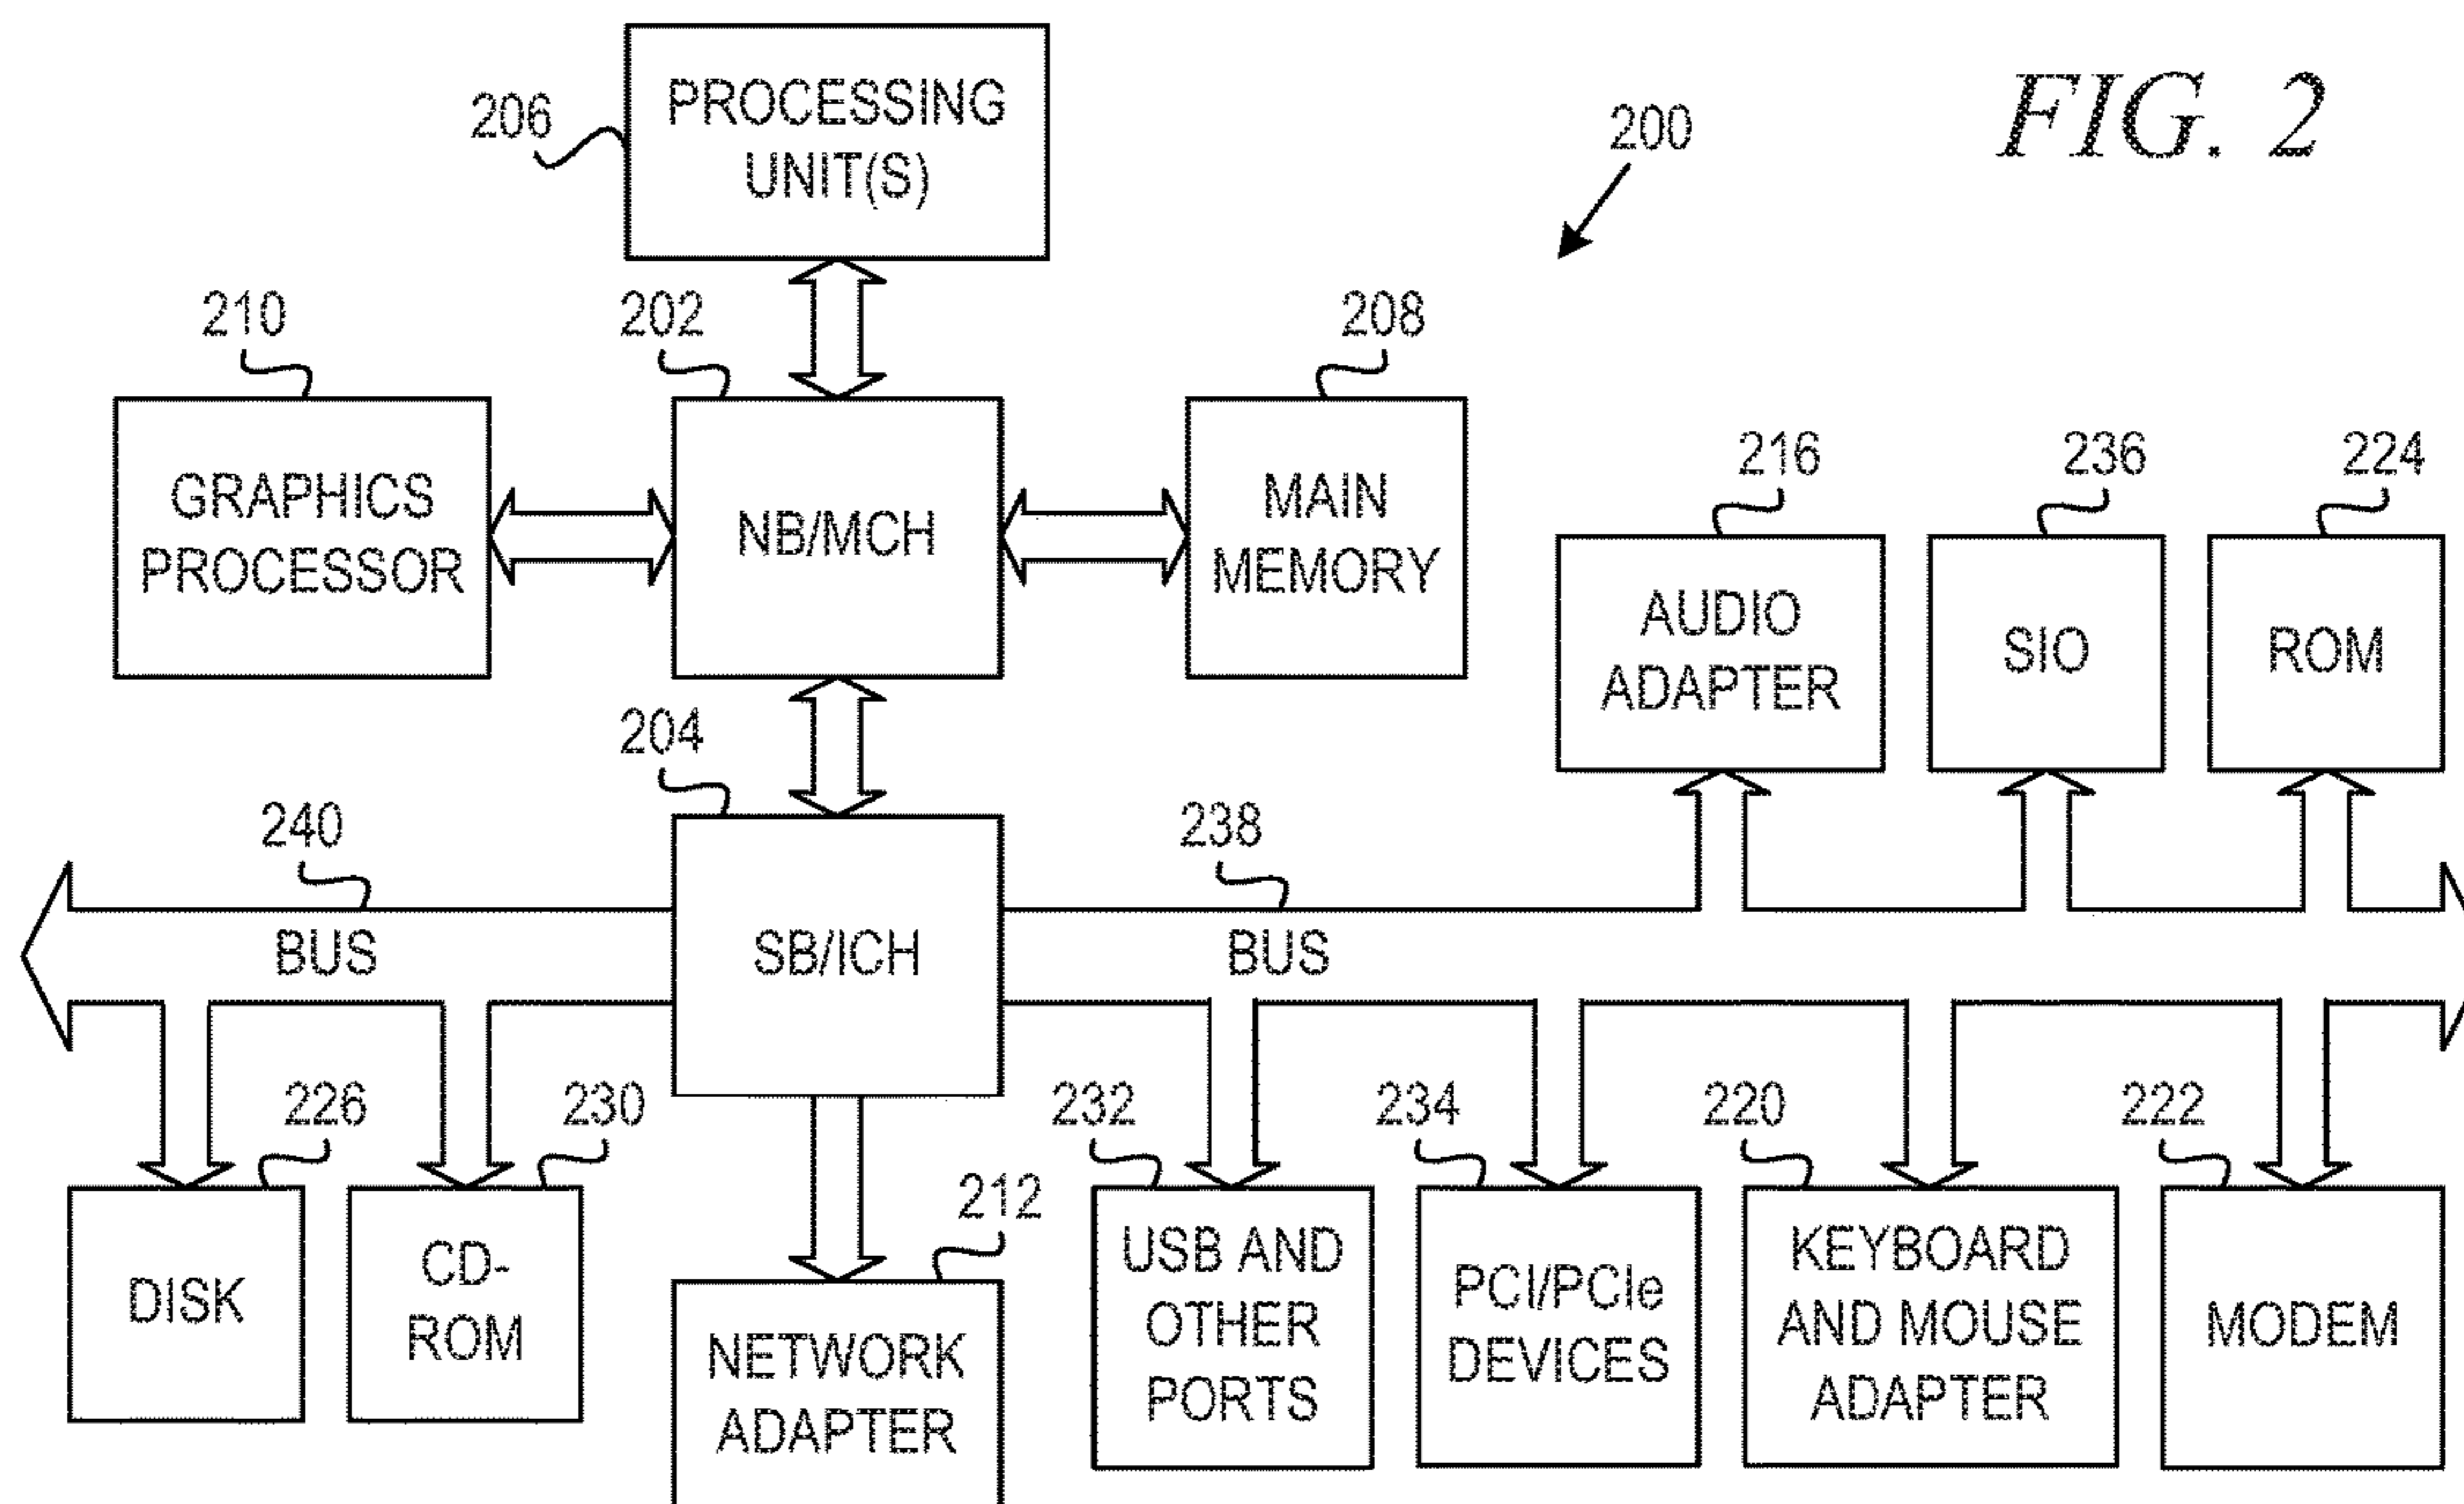 FIG. 2
200
206
PROCESSING
UNIT(S)
210
202
208
GRAPHICS
PROCESSOR
NB/MCH
MAIN
MEMORY
216
236
224
AUDIO
ADAPTER
SIO
ROM
204
240
238
BUS
SB/ICH
BUS
226
230
232
234
220
222
212
DISK
CD-
ROM
NETWORK
ADAPTER
USB AND
OTHER
PORTS
PCI/PCIe
DEVICES
KEYBOARD
AND MOUSE
ADAPTER
MODEM